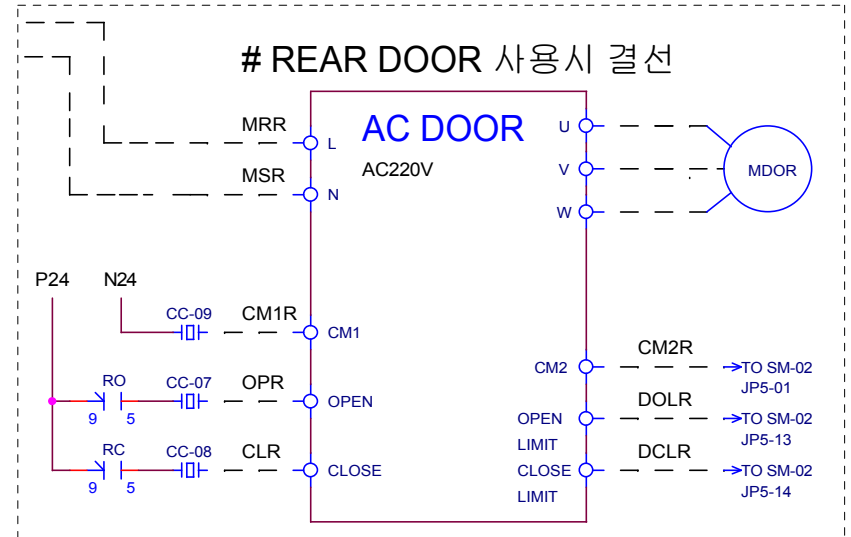 # REAR DOOR 사용시 결선
MRR
L
AC DOOR
AC220V
U
MSR
N
V
W
MDOR
P24
N24
CC-09
CM1R
CM1
RO
9
5
CC-07
OPR
OPEN
RC
9
5
CC-08
CLR
CLOSE
CM2
CM2R
TO SM-02
JP5-01
OPEN
LIMIT
DOLR
TO SM-02
JP5-13
CLOSE
LIMIT
DCLR
TO SM-02
JP5-14